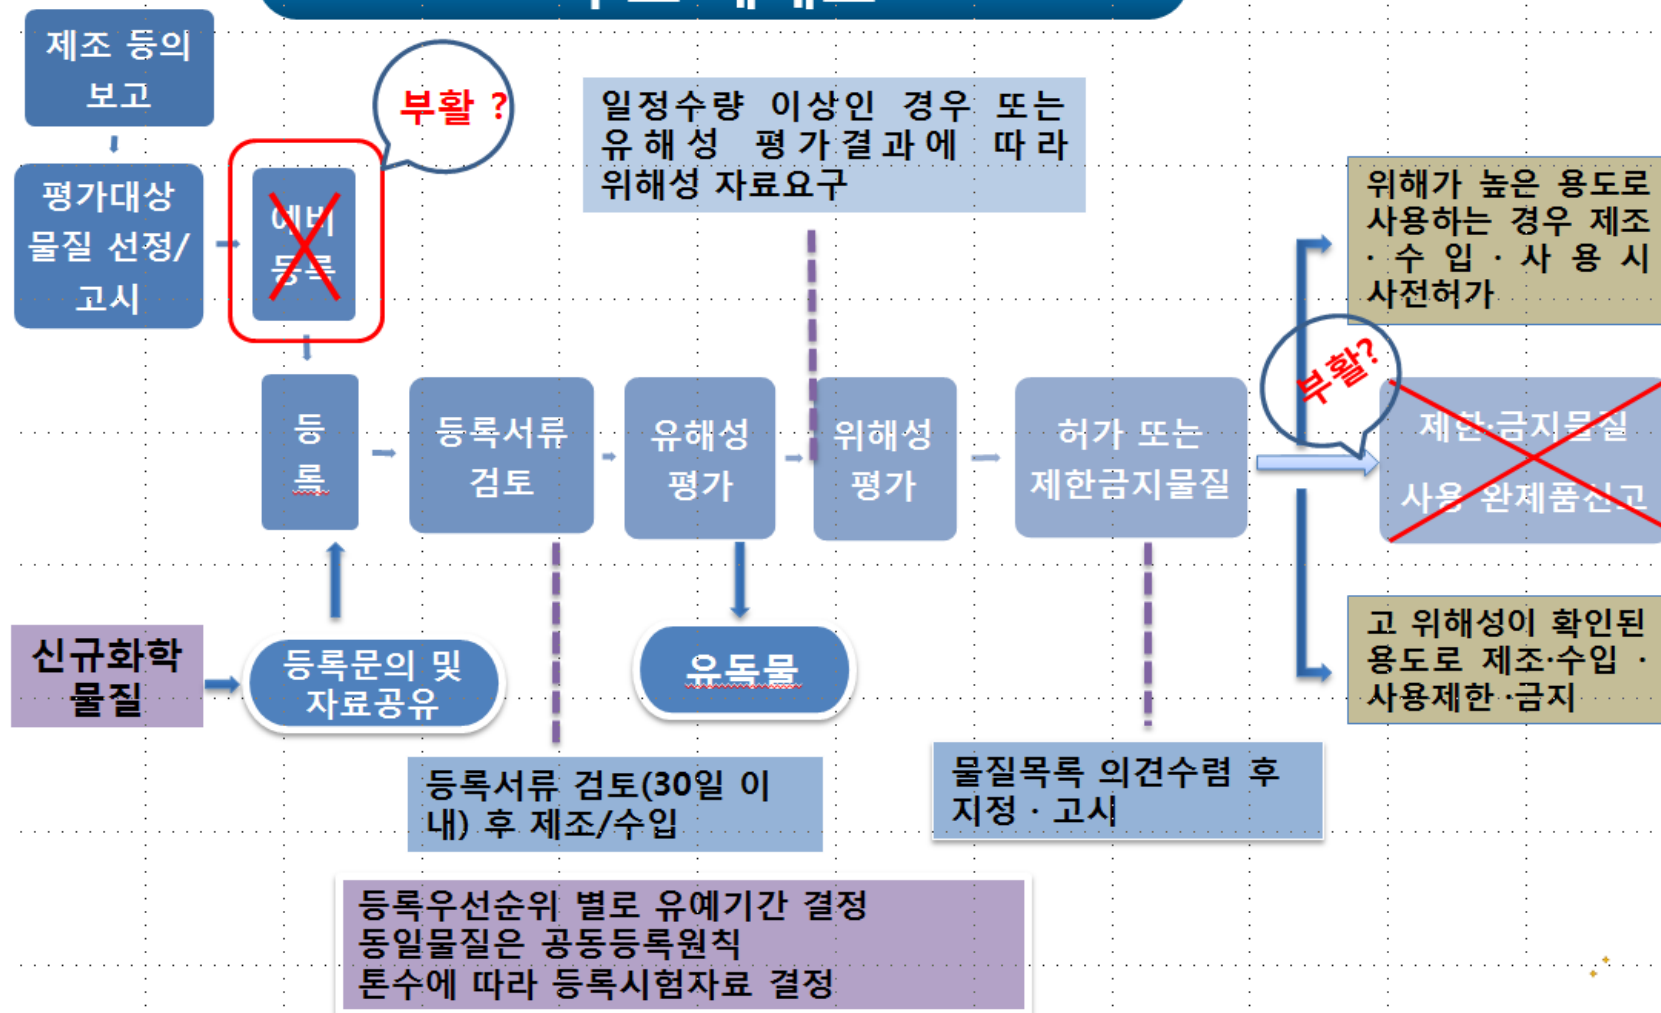 제조 등의
보고
부활 ?
일정수량 이상인 경우 또는
유해성 평가결과에 따라
위해성 자료요구
평가대상
물질 선정/
고시
예비
등록
위해가 높은 용도로
사용하는 경우 제조
· 수 입 · 사 용 시
사전허가
부활?
등
록
등록서류
검토
유해성
평가
위해성
평가
허가 또는
제한금지물질
제한·금지물질
사용 완제품신고
신규화학
물질
등록문의 및
자료공유
유독물
고 위해성이 확인된
용도로 제조·수입 ·
사용제한 ·금지
등록서류 검토(30일 이
내) 후 제조/수입
물질목록 의견수렴 후
지정 · 고시
등록우선순위 별로 유예기간 결정
동일물질은 공동등록원칙
톤수에 따라 등록시험자료 결정